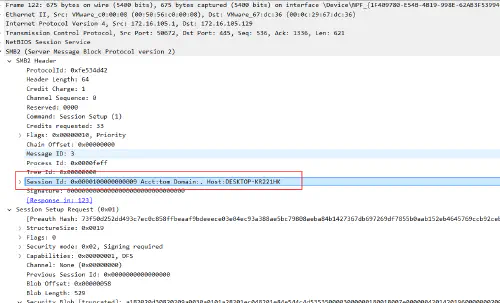 Frame 122: 675 bytes on wire (5400 bits), 675 bytes captured (5400 bits) on interface \Device\NPF_{1F409780-E548-4B19-998E-62A83F53994
Ethernet II, Src: VMware_c0:00:08 (00:50:56:c0:00:08), Dst: VMware_67:dc:36 (00:0c:29:67:dc:36)
Internet Protocol Version 4, Src: 172.16.105.1, Dst: 172.16.105.129
Transmission Control Protocol, Src Port: 50672, Dst Port: 445, Seq: 536, Ack: 1336, Len: 621
NetBIOS Session Service
SMB2 (Server Message Block Protocol version 2)
SMB2 Header
ProtocolId: 0xfe534d42
Header Length: 64
Credit Charge: 1
Channel Sequence: 0
Reserved: 0000
Command: Session Setup (1)
Credits requested: 33
Flags: 0x00000010, Priority
Chain Offset: 0x00000000
Message ID: 3
Process Id: 0x0000feff
Tree Id: 0x00000000
Session Id: 0x0000100000000009 Acct:tom Domain:. Host:DESKTOP-KR221HK
Signature: 00000000000000000000000000000000
[Response in: 123]
Session Setup Request (0x01)
[Preauth Hash:
StructureSize: 0x0019
Flags: 0
Security mode: 0x02, Signing required
Capabilities: 0x00000001, DFS
Channel: None (0x00000000)
Previous Session Id: 0x0000000000000000
Blob Offset: 0x00000058
Blob Length: 529